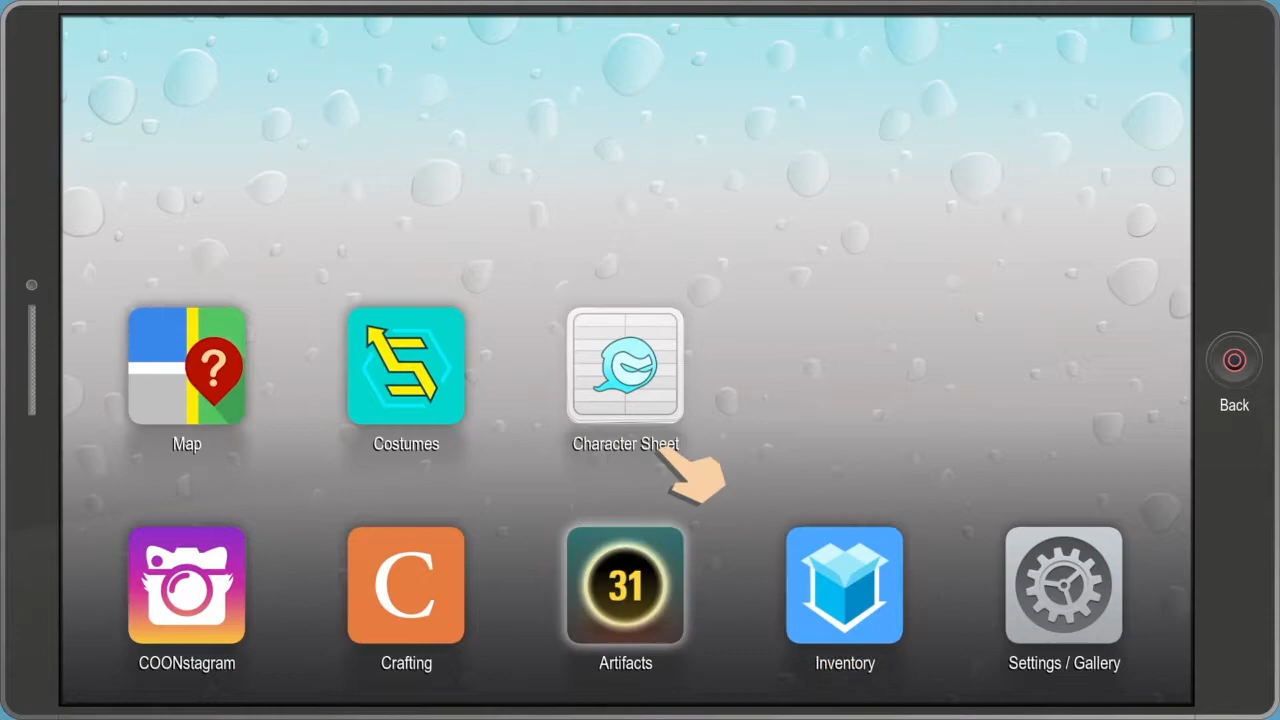 ?
Map
Costumes
Character Sheet
Back
C
31
COONstagram
Crafting
Artifacts
Inventory
Settings / Gallery